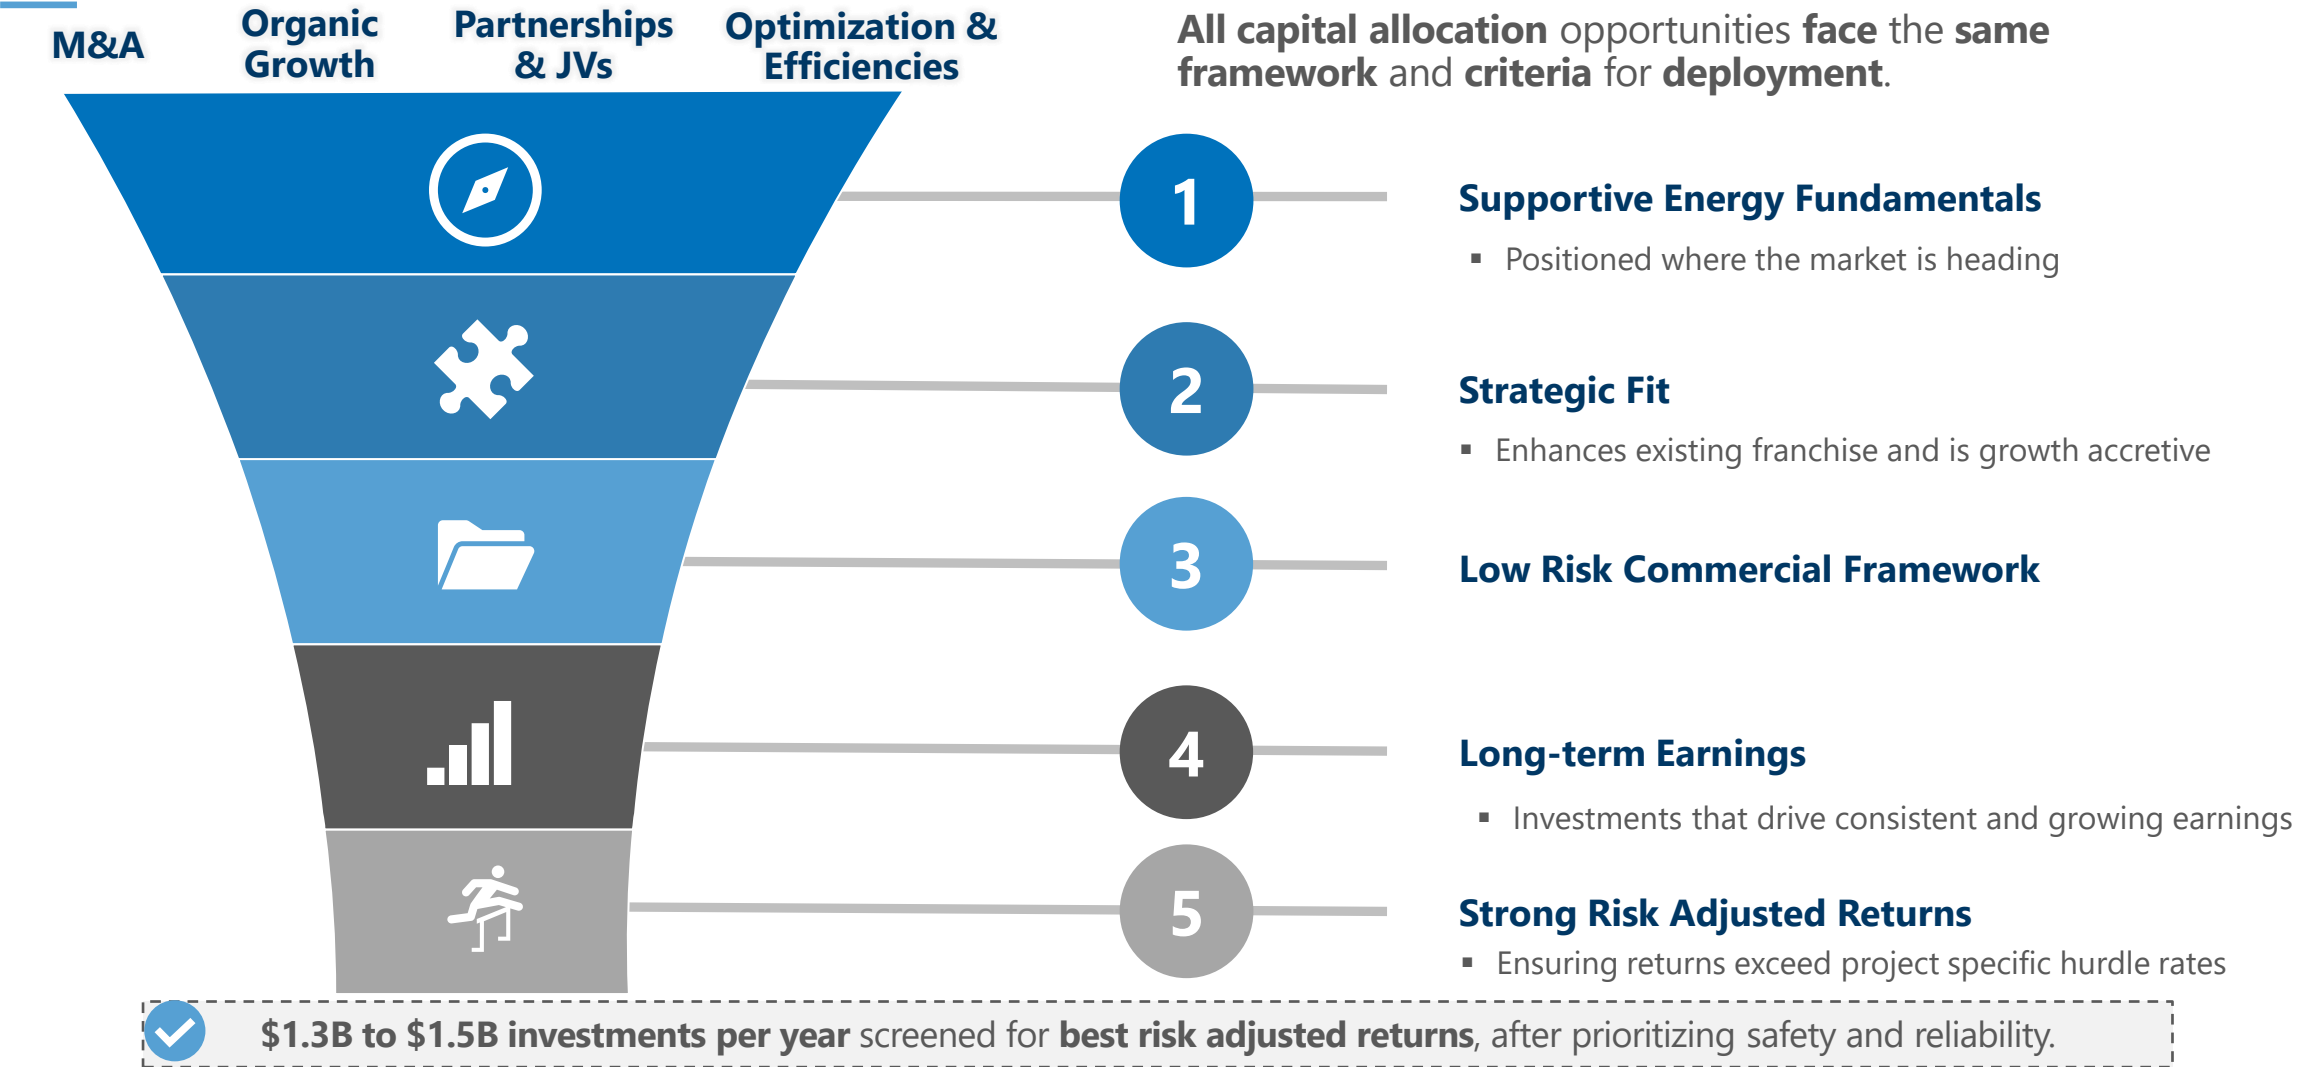 M&A
Organic
Growth
Partnerships
& JVs
Optimization &
Efficiencies
All capital allocation opportunities face the same
framework and criteria for deployment.
1
Supportive Energy Fundamentals
▪ Positioned where the market is heading
2
Strategic Fit
▪ Enhances existing franchise and is growth accretive
3
Low Risk Commercial Framework
4
Long-term Earnings
▪ Investments that drive consistent and growing earnings
5
Strong Risk Adjusted Returns
▪ Ensuring returns exceed project specific hurdle rates
$1.3B to $1.5B investments per year screened for best risk adjusted returns, after prioritizing safety and reliability.